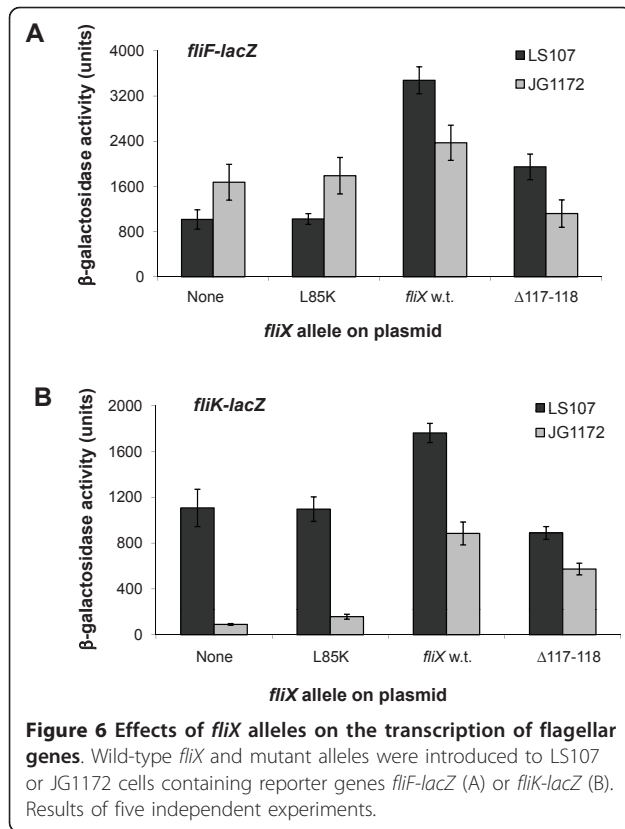 A
fliF-lacZ
LS107
JG1172
β-galactosidase activity (units)
4000
3200
2400
1600
800
0
None
L85K
fliX w.t.
Δ117-118
fliX allele on plasmid
B
fliK-lacZ
LS107
JG1172
β-galactosidase activity (units)
2000
1600
1200
800
400
0
None
L85K
fliX w.t.
Δ117-118
fliX allele on plasmid
Figure 6 Effects of fliX alleles on the transcription of flagellar
genes. Wild-type fliX and mutant alleles were introduced to LS107
or JG1172 cells containing reporter genes fliF-lacZ (A) or fliK-lacZ (B).
Results of five independent experiments.